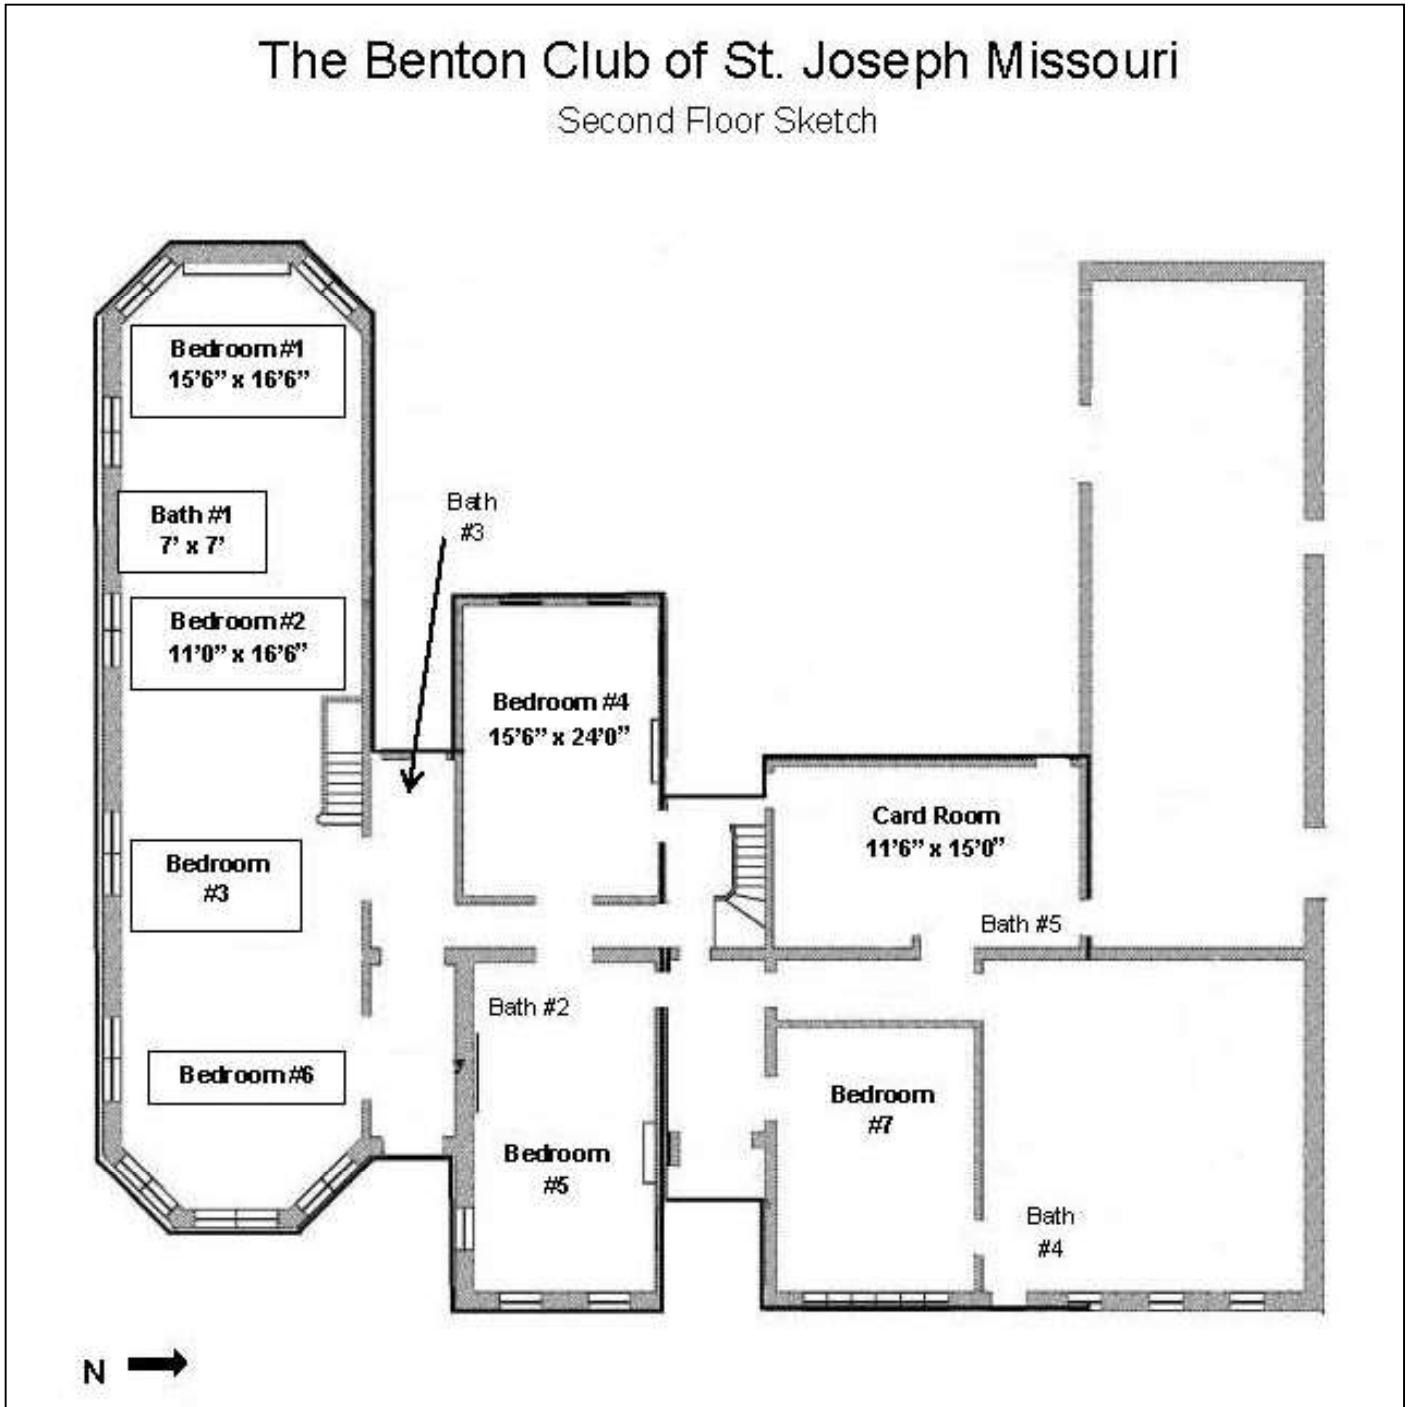 The Benton Club of St. Joseph Missouri
Second Floor Sketch
Bedroom #1
15'6” x 16'6”
Bath #1
7' x 7'
Bedroom #2
11'0” x 16'6”
Bath
#3
Bedroom #4
15'6” x 24'0”
Card Room
11'6” x 15'0”
Bedroom
#3
Bath #5
Bath #2
Bedroom #6
Bedroom
#5
Bedroom
#7
Bath
#4
N